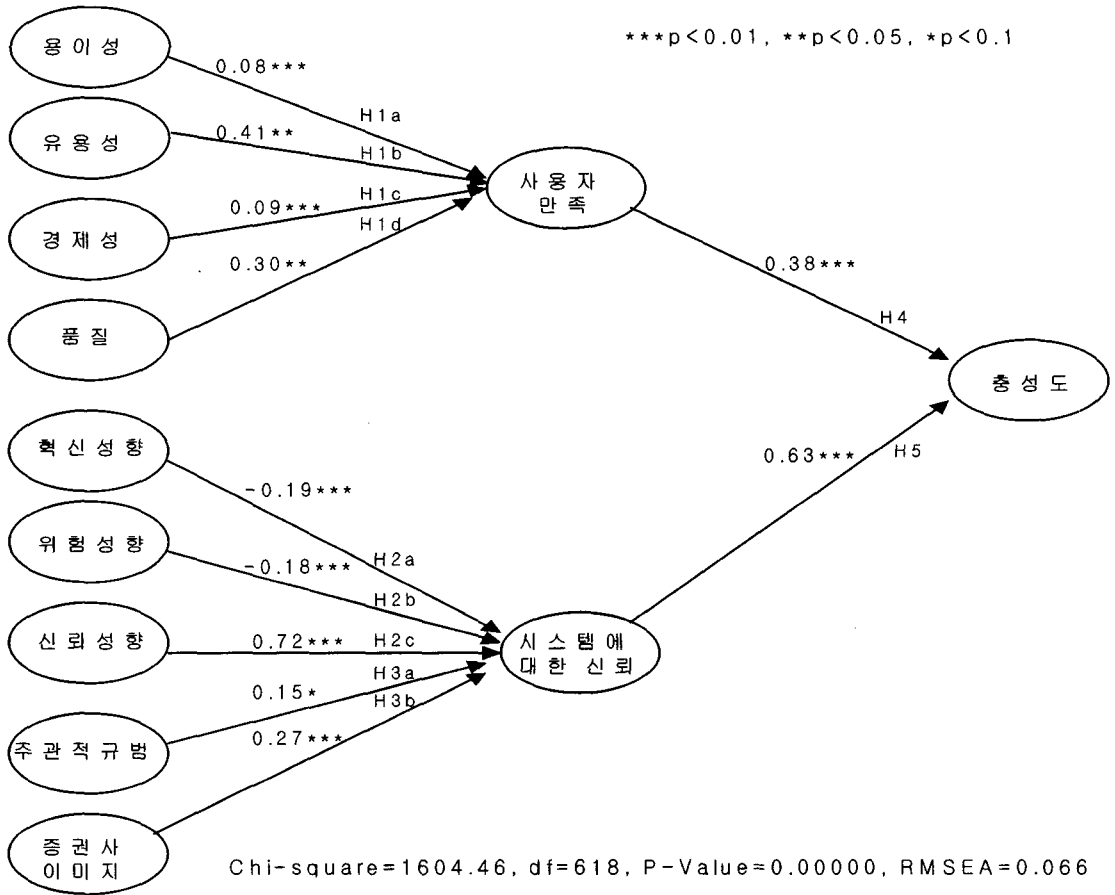 용이성
***p<0.01, **p<0.05, *p<0.1
0.08***
H1a
유용성
0.41**
H1b
사용자
만족
H1c
0.09***
H1d
경제성
0.30**
0.38***
품질
H4
충성도
혁신성향
0.63***
H5
-0.19***
위험성향
-0.18***
H2a
H2b
신뢰성향
0.72***
H2c
시스템에
대한 신뢰
H3a
0.15*
H3b
0.27***
주관적규범
증권사
이미지
Chi-square=1604.46, df=618, P-Value=0.00000, RMSEA=0.066